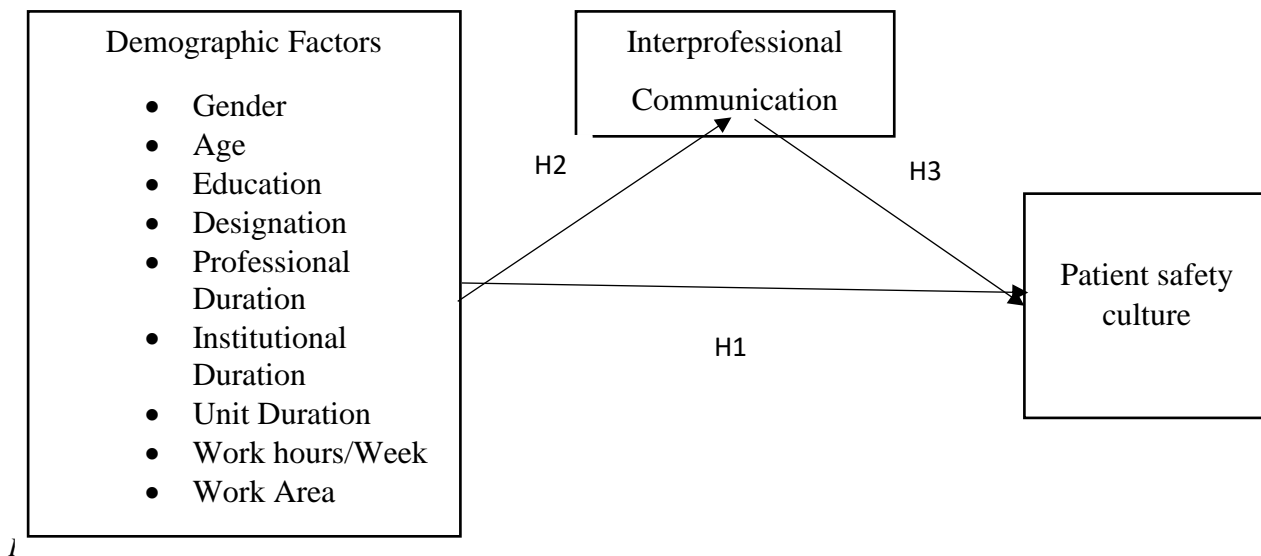 Demographic Factors
• Gender
• Age
• Education
• Designation
• Professional
Duration
• Institutional
Duration
• Unit Duration
• Work hours/Week
• Work Area
Interprofessional
Communication
H2
H3
H1
Patient safety
culture